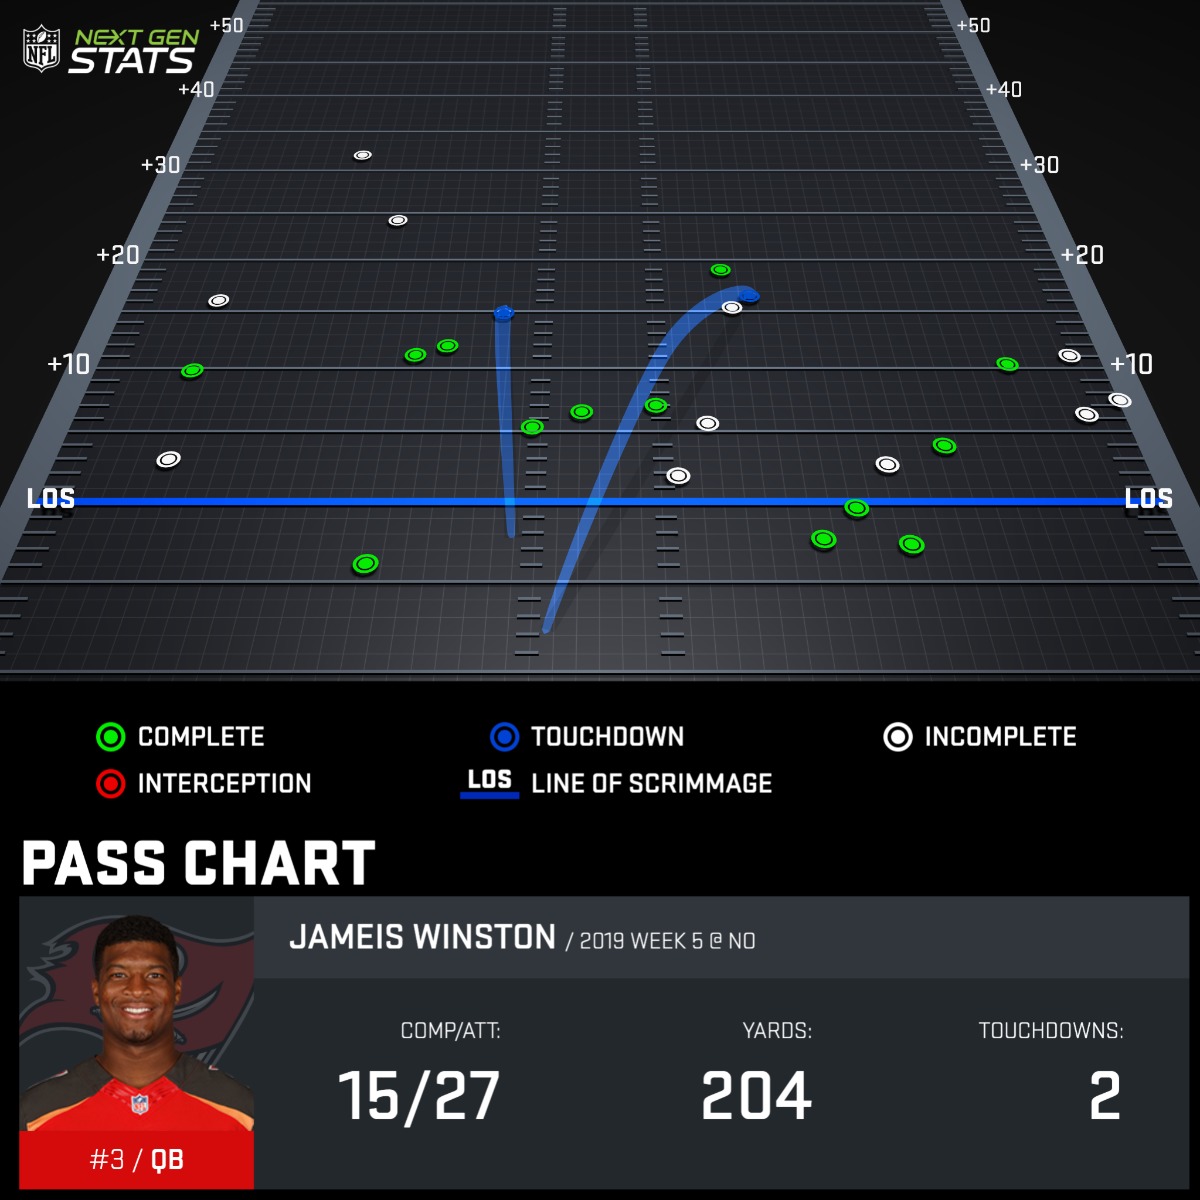 +50 +50
NFL NEXT GEN
STATS
+40 +40
+30 +30
+20 +20
+10 +10
LOS LOS
COMPLETE TOUCHDOWN INCOMPLETE
INTERCEPTION LOS LINE OF SCRIMMAGE
PASS CHART
JAMEIS WINSTON / 2019 WEEK 5 @ NO
COMP/ATT: YARDS: TOUCHDOWNS:
15/27 204 2
#3 / QB